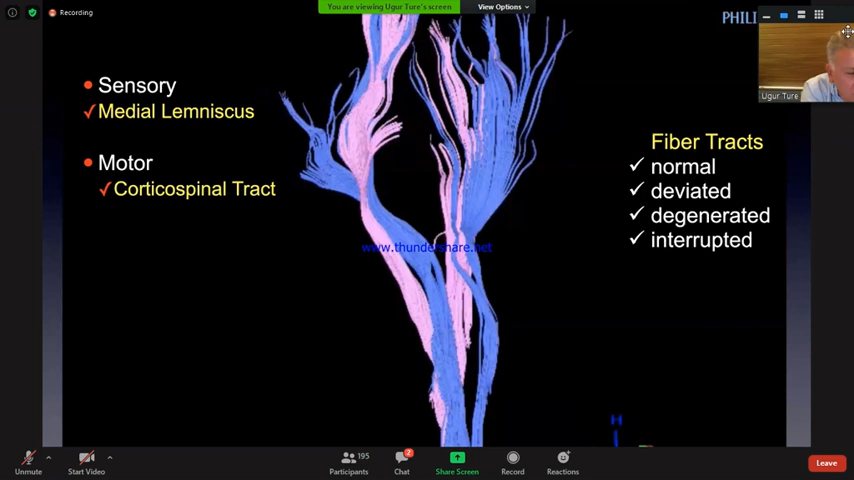 Recording
You are viewing Ugur Ture's screen
View Options
Ugur Ture
Sensory
Medial Lemniscus
Motor
Corticospinal Tract
Fiber Tracts
normal
deviated
degenerated
interrupted
www.thundershare.net
H
Unmute
Start Video
195
Participants
2
Chat
Share Screen
Record
Reactions
Leave